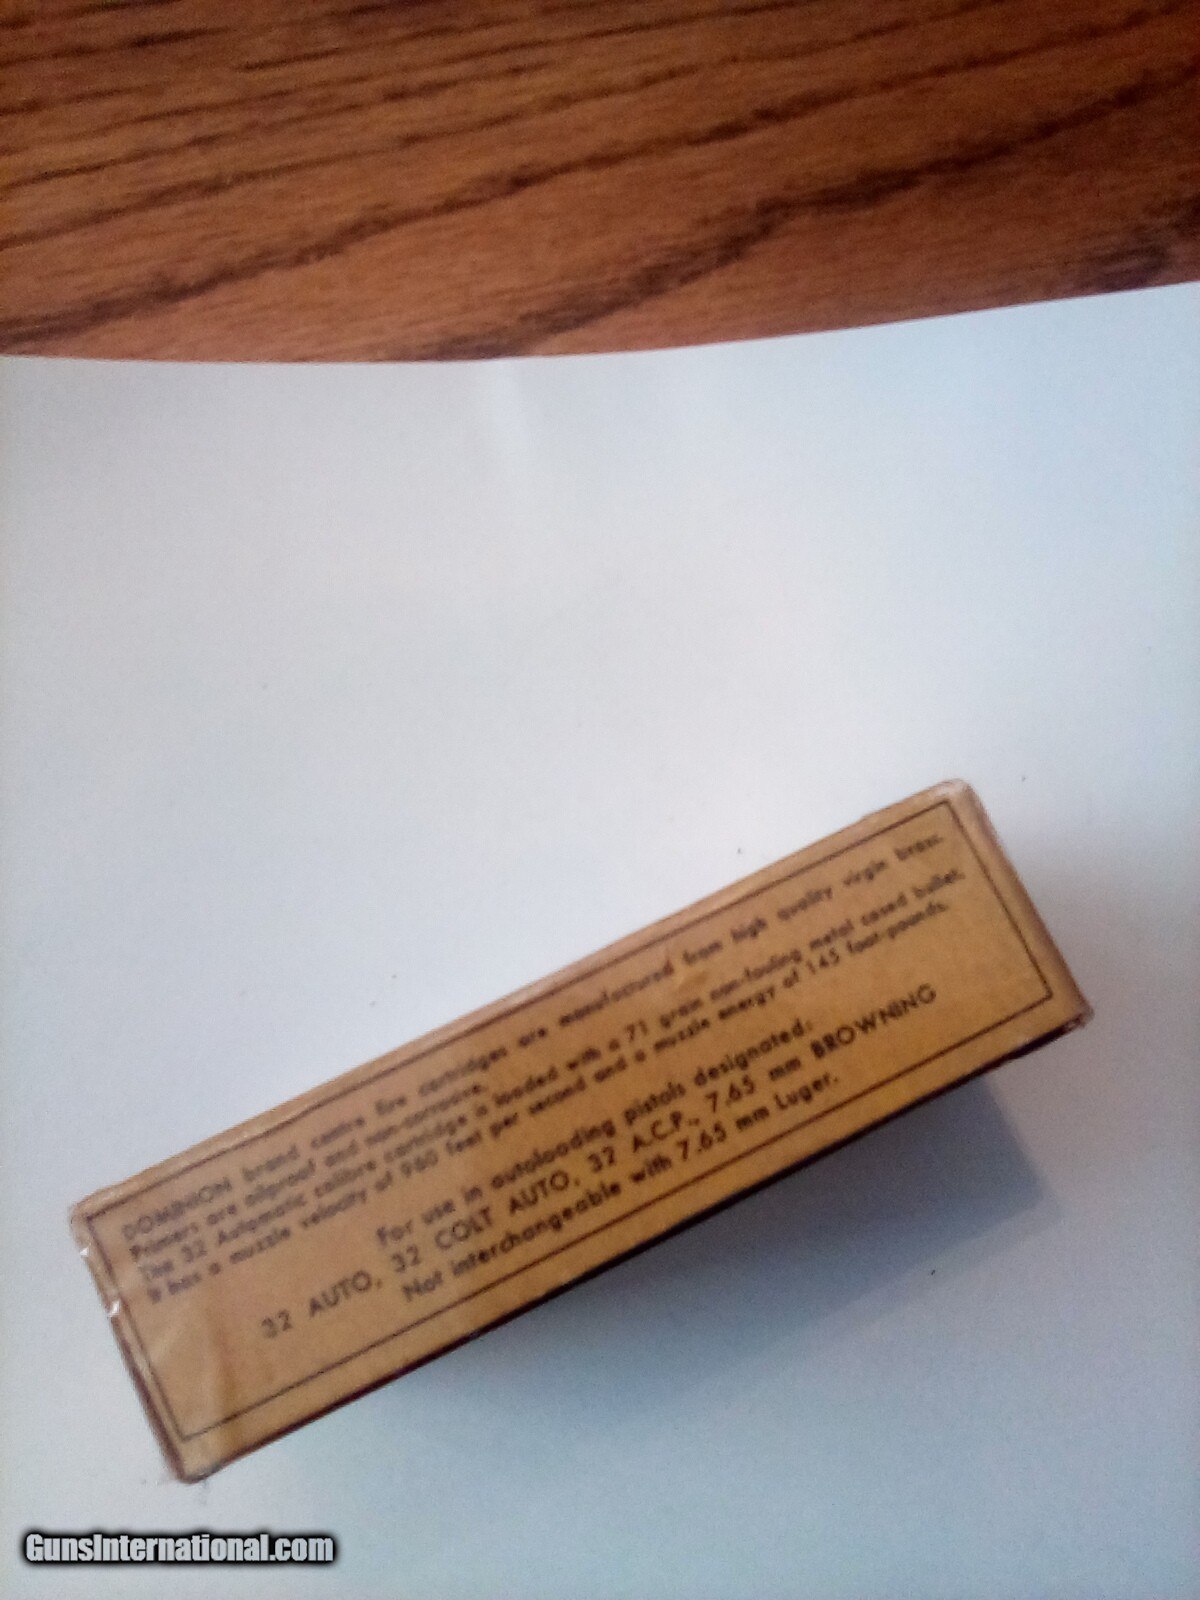 DOMINION brand centre fire cartridges are manufactured from high quality virgin brass.
Primers are oilproof and non-corrosive.
The 32 Automatic calibre cartridge is loaded with a 71 grain non-fouling metal cased bullet.
It has a muzzle velocity of 960 feet per second and a muzzle energy of 145 foot-pounds.
For use in autoloading pistols designated:
32 AUTO, 32 COLT AUTO, 32 A.C.P., 7.65 mm BROWNING
Not interchangeable with 7.65 mm Luger.
GunsInternational.com